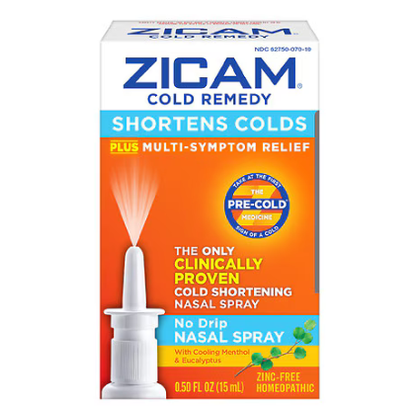 NDC 62750-070-10
ZICAM®
COLD REMEDY
SHORTENS COLDS
PLUS MULTI-SYMPTOM RELIEF
TAKE AT THE FIRST
THE
PRE-COLD™
MEDICINE
SIGN OF A COLD
THE ONLY
CLINICALLY
PROVEN
COLD SHORTENING
NASAL SPRAY
No Drip
NASAL SPRAY
With Cooling Menthol
& Eucalyptus
0.50 FL OZ (15 mL)
ZINC-FREE
HOMEOPATHIC